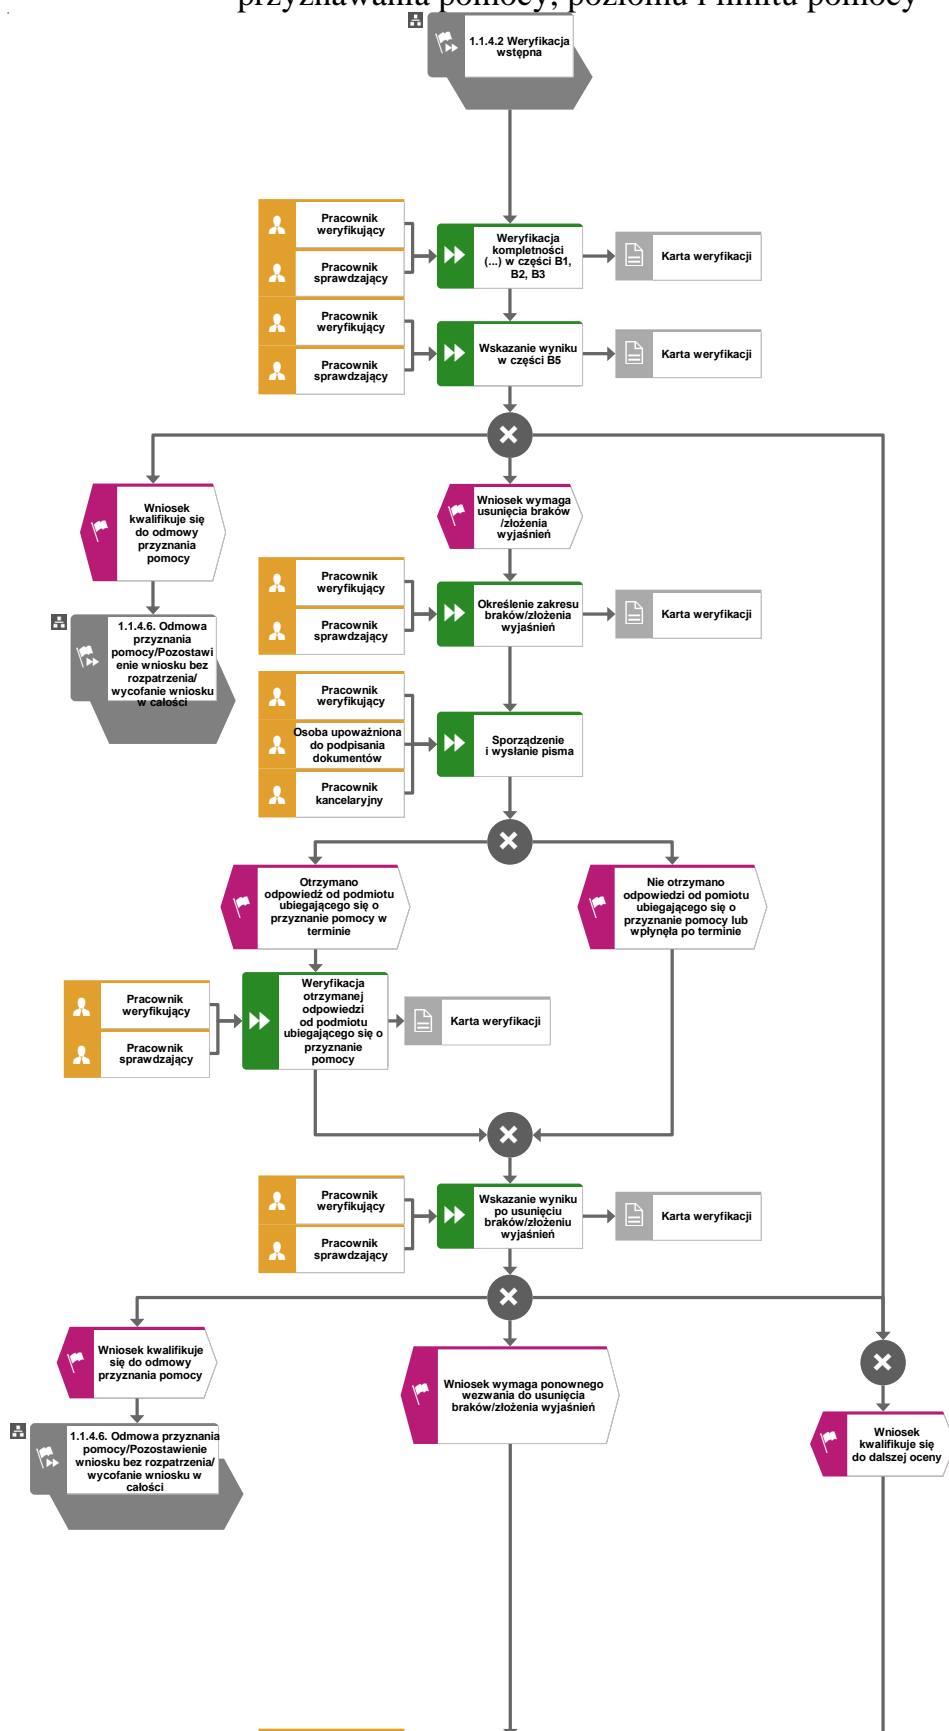 przyznawania pomocy, poziomu i limitu pomocy
1.1.4.2 Weryfikacja
wstępna
Pracownik
weryfikujący
Pracownik
sprawdzający
Weryfikacja
kompletności
(...) w części B1,
B2, B3
Karta weryfikacji
Pracownik
weryfikujący
Pracownik
sprawdzający
Wskazanie wyniku
w części B5
Karta weryfikacji
Wniosek
kwalifikuje się
do odmowy
przyznania
pomocy
Wniosek wymaga
usunięcia braków
/złożenia
wyjaśnień
1.1.4.6. Odmowa
przyznania
pomocy/Pozostawi
enie wniosku bez
rozpatrzenia/
wycofanie wniosku
w całości
Pracownik
weryfikujący
Pracownik
sprawdzający
Określenie zakresu
braków/złożenia
wyjaśnień
Karta weryfikacji
Pracownik
weryfikujący
Osoba upoważniona
do podpisania
dokumentów
Pracownik
kancelaryjny
Sporządzenie
i wysłanie pisma
Otrzymano
odpowiedź od podmiotu
ubiegającego się o
przyznanie pomocy w
terminie
Nie otrzymano
odpowiedzi od pomiotu
ubiegającego się o
przyznanie pomocy lub
wpłynęła po terminie
Pracownik
weryfikujący
Pracownik
sprawdzający
Weryfikacja
otrzymanej
odpowiedzi
od podmiotu
ubiegającego się o
przyznanie
pomocy
Karta weryfikacji
Pracownik
weryfikujący
Pracownik
sprawdzający
Wskazanie wyniku
po usunięciu
braków/złożeniu
wyjaśnień
Karta weryfikacji
Wniosek kwalifikuje
się do odmowy
przyznania pomocy
Wniosek wymaga ponownego
wezwania do usunięcia
braków/złożenia wyjaśnień
Wniosek
kwalifikuje się
do dalszej oceny
1.1.4.6. Odmowa przyznania
pomocy/Pozostawienie
wniosku bez rozpatrzenia/
wycofanie wniosku w
całości